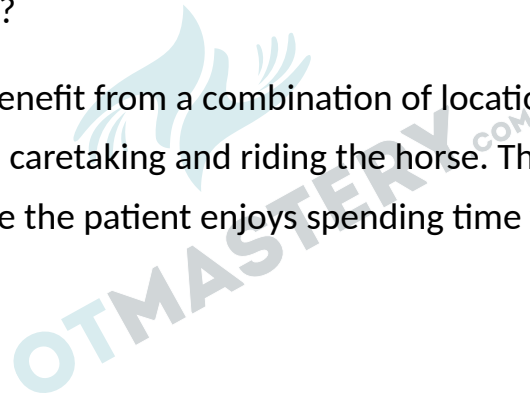 ?
enefit from a combination of locatio
caretaking and riding the horse. Th
e the patient enjoys spending time
OTMASTERY.COM